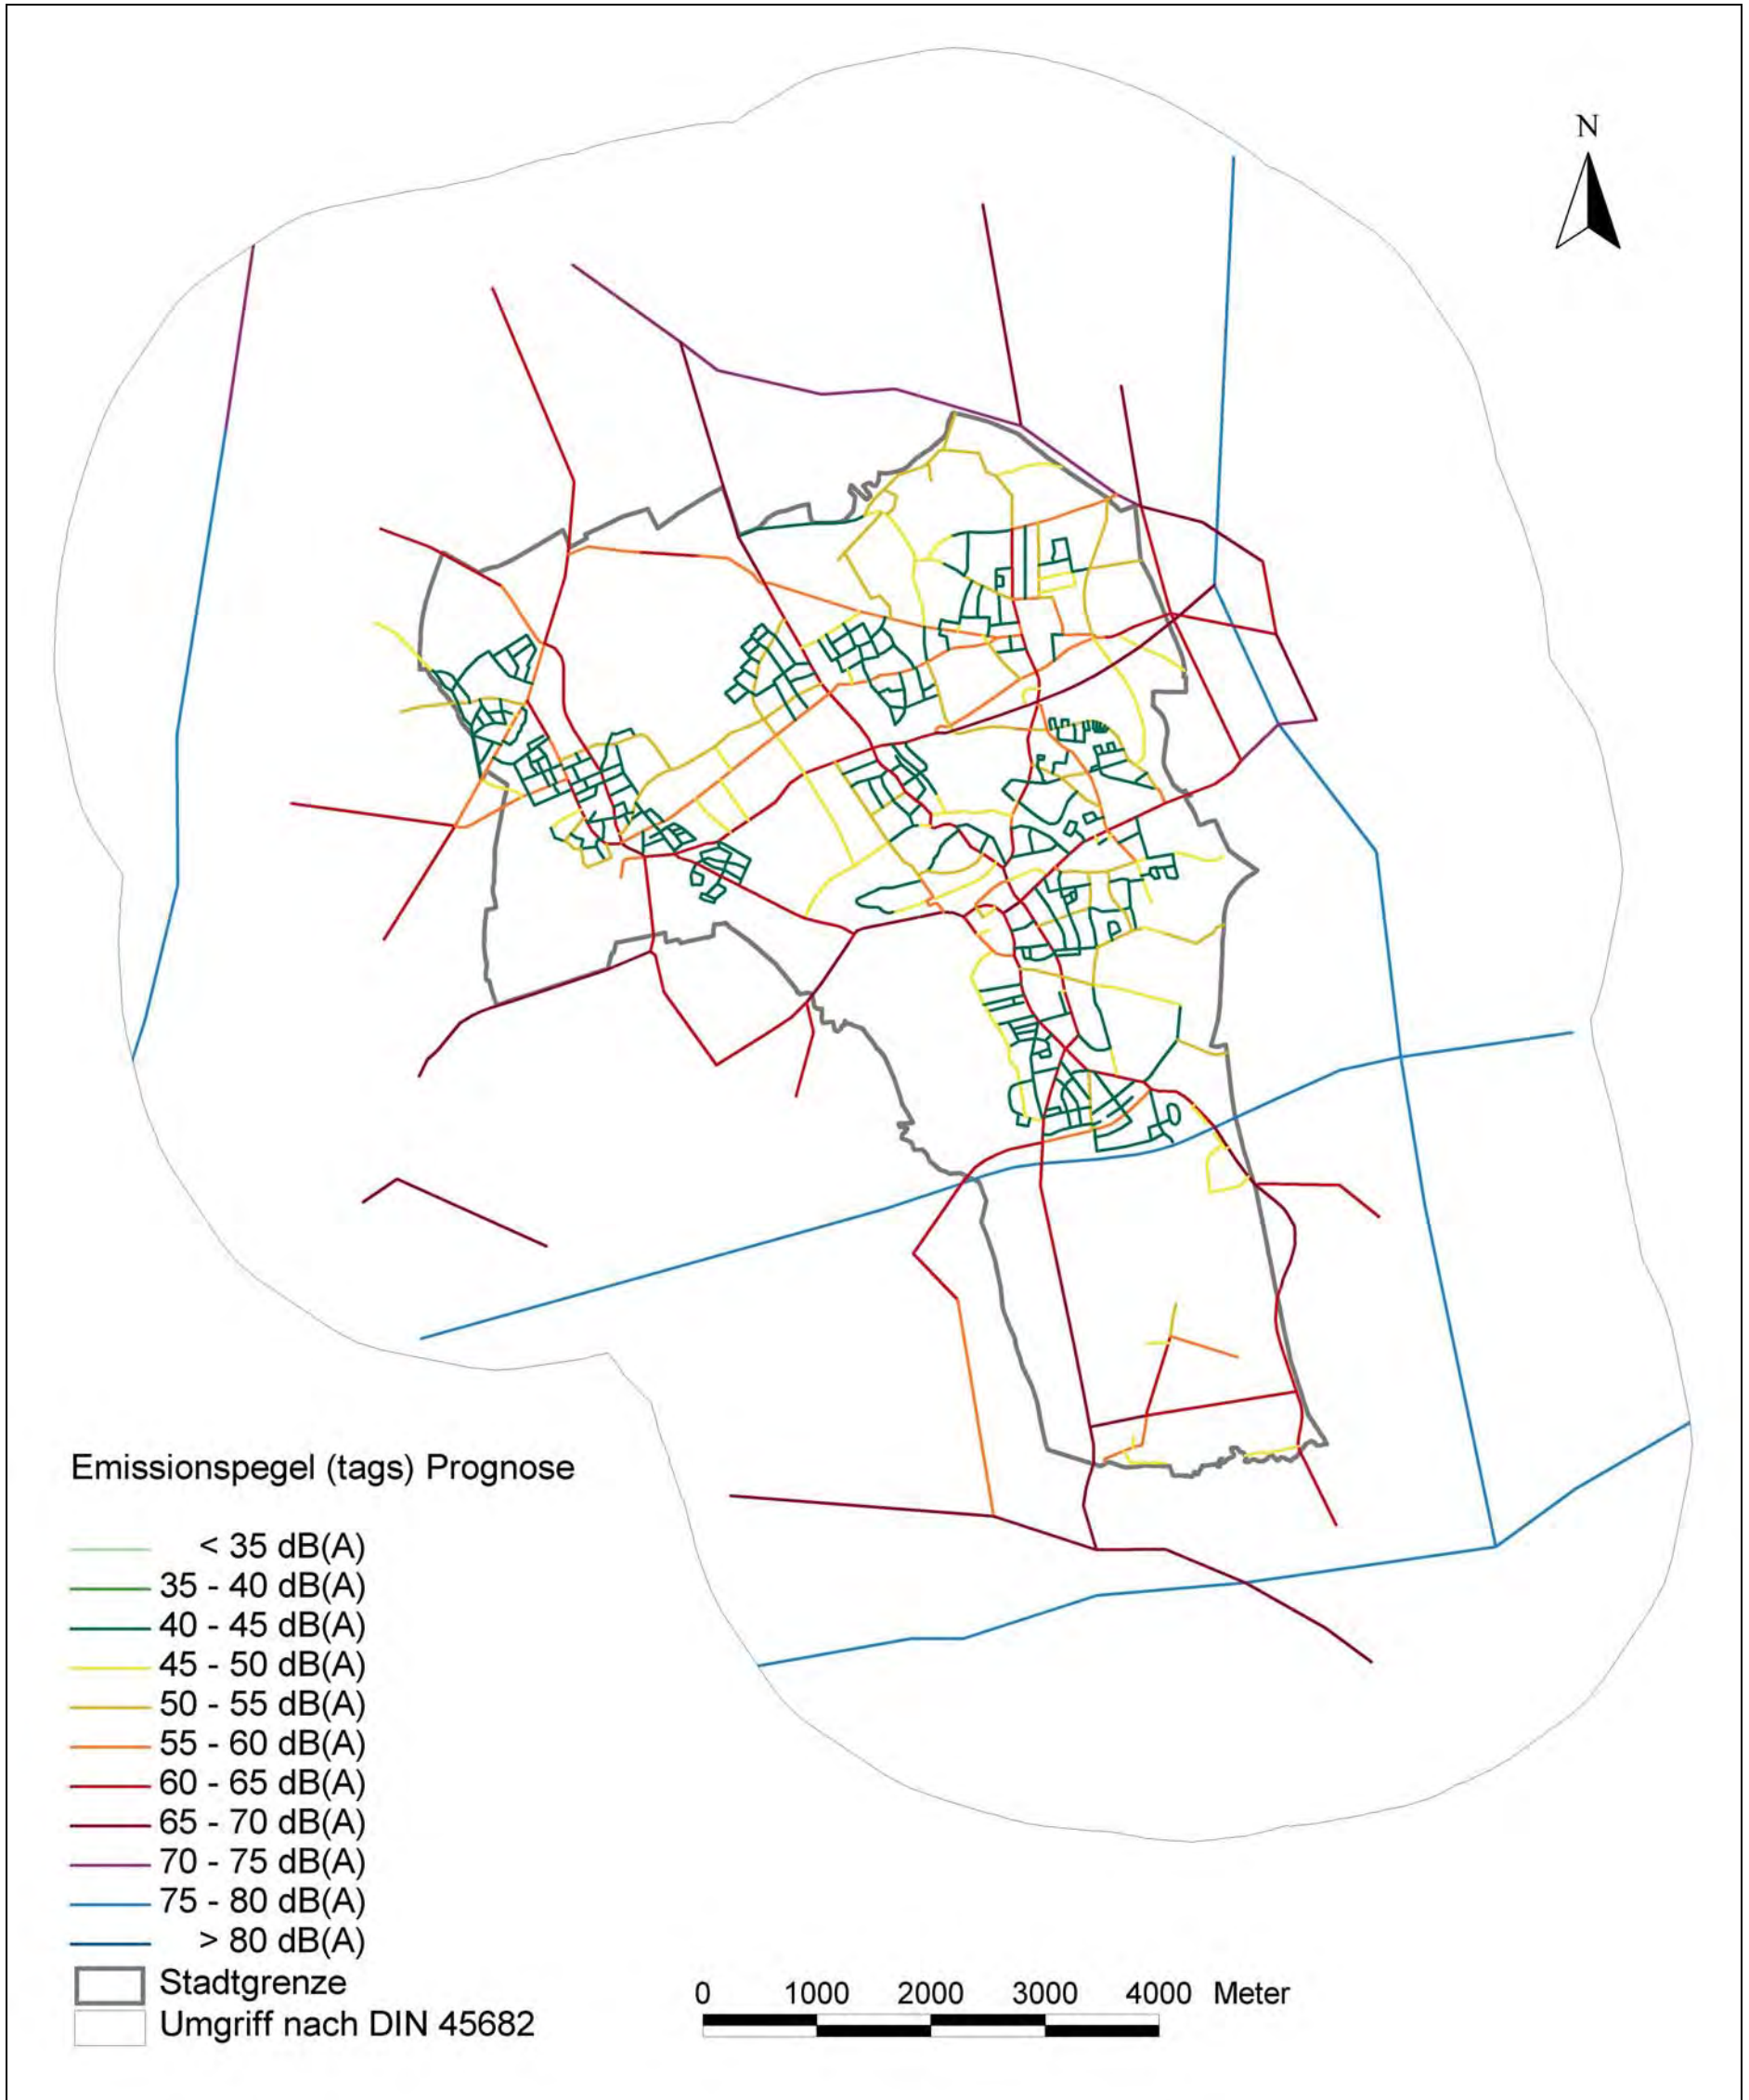 N
Emissionspegel (tags) Prognose
< 35 dB(A)
35 - 40 dB(A)
40 - 45 dB(A)
45 - 50 dB(A)
50 - 55 dB(A)
55 - 60 dB(A)
60 - 65 dB(A)
65 - 70 dB(A)
70 - 75 dB(A)
75 - 80 dB(A)
> 80 dB(A)
Stadtgrenze
Umgriff nach DIN 45682
0 1000 2000 3000 4000 Meter